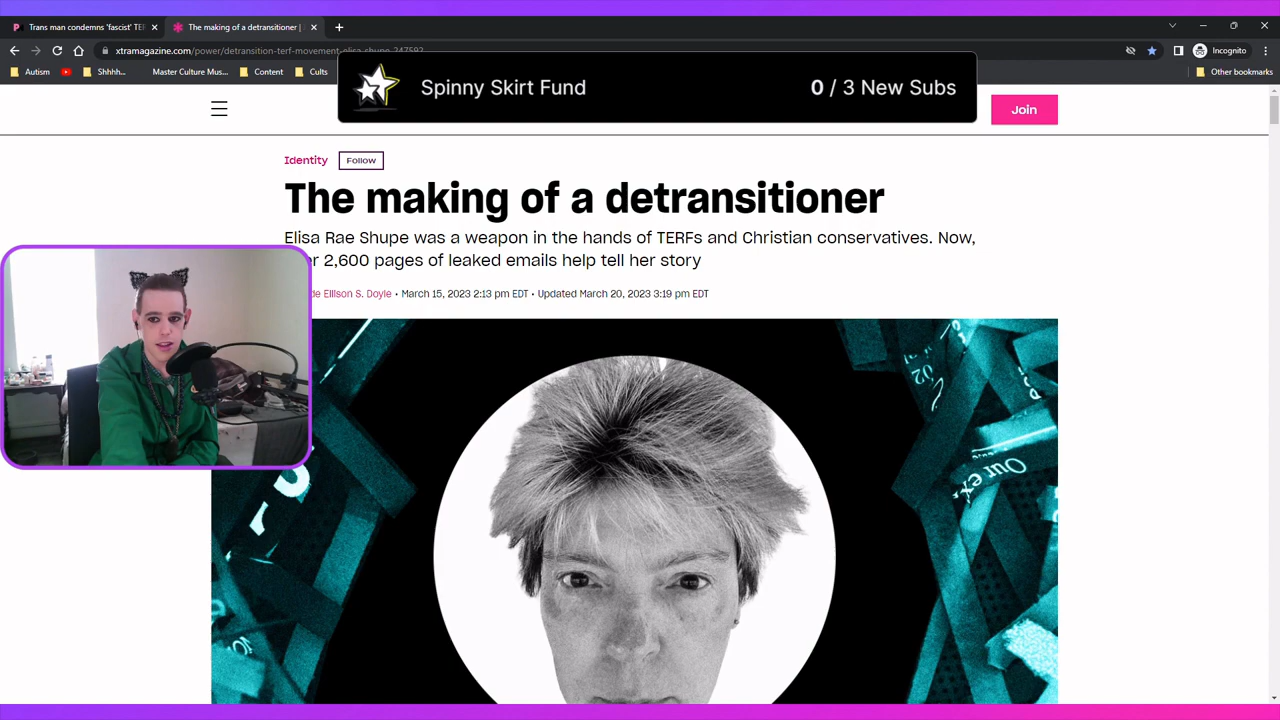 Trans man condemns 'fascist' TER
The making of a detransitioner |
xtramagazine.com/power/detransition-terf-movement-elisa-shupe-247592
Incognito
Autism
Shhhh...
Master Culture Mus...
Content
Cults
Other bookmarks
Spinny Skirt Fund
0 / 3 New Subs
Join
Identity
Follow
The making of a detransitioner
Elisa Rae Shupe was a weapon in the hands of TERFs and Christian conservatives. Now,
2,600 pages of leaked emails help tell her story
Ellison S. Doyle • March 15, 2023 2:13 pm EDT • Updated March 20, 2023 3:19 pm EDT
Our ex